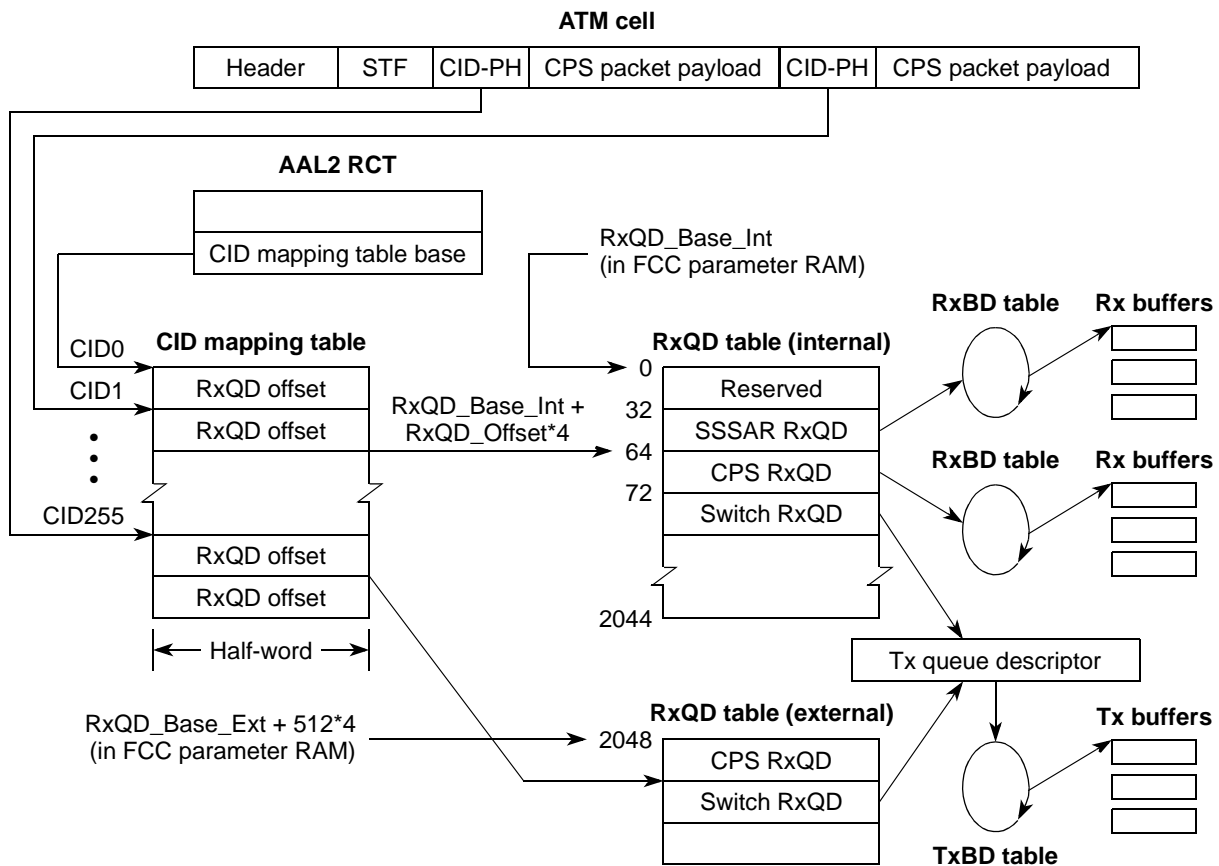 ATM cell
Header STF CID-PH CPS packet payload CID-PH CPS packet payload
AAL2 RCT
CID mapping table base
RxQD_Base_Int
(in FCC parameter RAM)
RxBD table
Rx buffers
CID mapping table
RxQD table (internal)
CID0
CID1
CID255
RxQD offset
RxQD offset
RxQD offset
RxQD offset
Half-word
RxQD_Base_Int +
RxQD_Offset*4
0
Reserved
32
SSSAR RxQD
64
CPS RxQD
72
Switch RxQD
2044
RxBD table
Rx buffers
Tx queue descriptor
RxQD_Base_Ext + 512*4
(in FCC parameter RAM)
RxQD table (external)
2048
CPS RxQD
Switch RxQD
Tx buffers
TxBD table